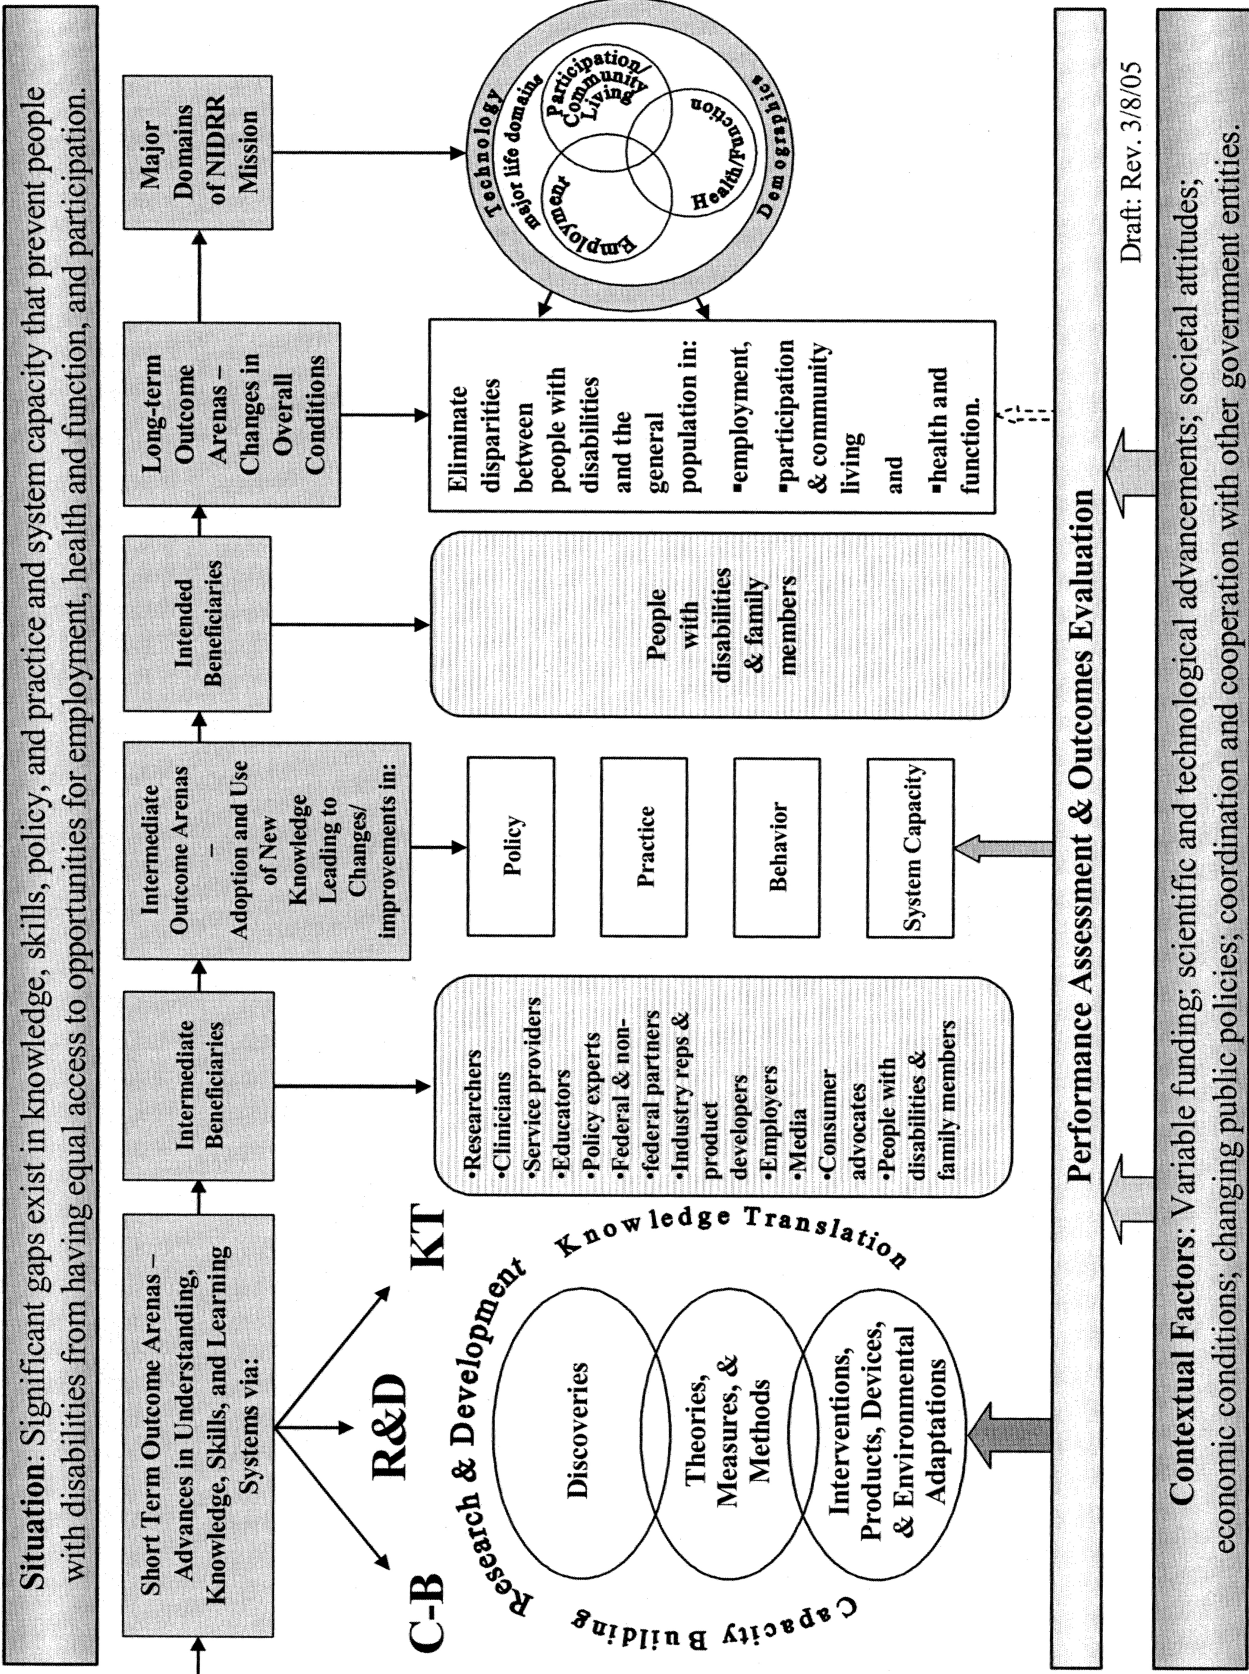 Situation: Significant gaps exist in knowledge, skills, policy, and practice and system capacity that prevent people
with disabilities from having equal access to opportunities for employment, health and function, and participation.
Short Term Outcome Arenas –
Advances in Understanding,
Knowledge, Skills, and Learning
Systems via:
Intermediate
Beneficiaries
Intermediate
Outcome Arenas
–
Adoption and Use
of New
Knowledge
Leading to
Changes/
improvements in:
Intended
Beneficiaries
Long-term
Outcome
Arenas –
Changes in
Overall
Conditions
Major
Domains
of NIDRR
Mission
C-B
R&D
KT
Research & Development
Knowledge Translation
Capacity Building
Discoveries
Theories,
Measures, &
Methods
Interventions,
Products, Devices,
& Environmental
Adaptations
•Researchers
•Clinicians
•Service providers
•Educators
•Policy experts
•Federal & non-
•federal partners
•Industry reps &
product
developers
•Employers
•Media
•Consumer
advocates
•People with
disabilities &
family members
Policy
Practice
Behavior
System Capacity
People
with
disabilities
& family
members
Eliminate
disparities
between
people with
disabilities
and the
general
population in:
▪employment,
▪participation
& community
living
and
▪health and
function.
Technology
major life domains
Employment
Participation/
Community
Living
Health/Function
Demographics
Performance Assessment & Outcomes Evaluation
Draft: Rev. 3/8/05
Contextual Factors: Variable funding; scientific and technological advancements; societal attitudes;
economic conditions; changing public policies; coordination and cooperation with other government entities.